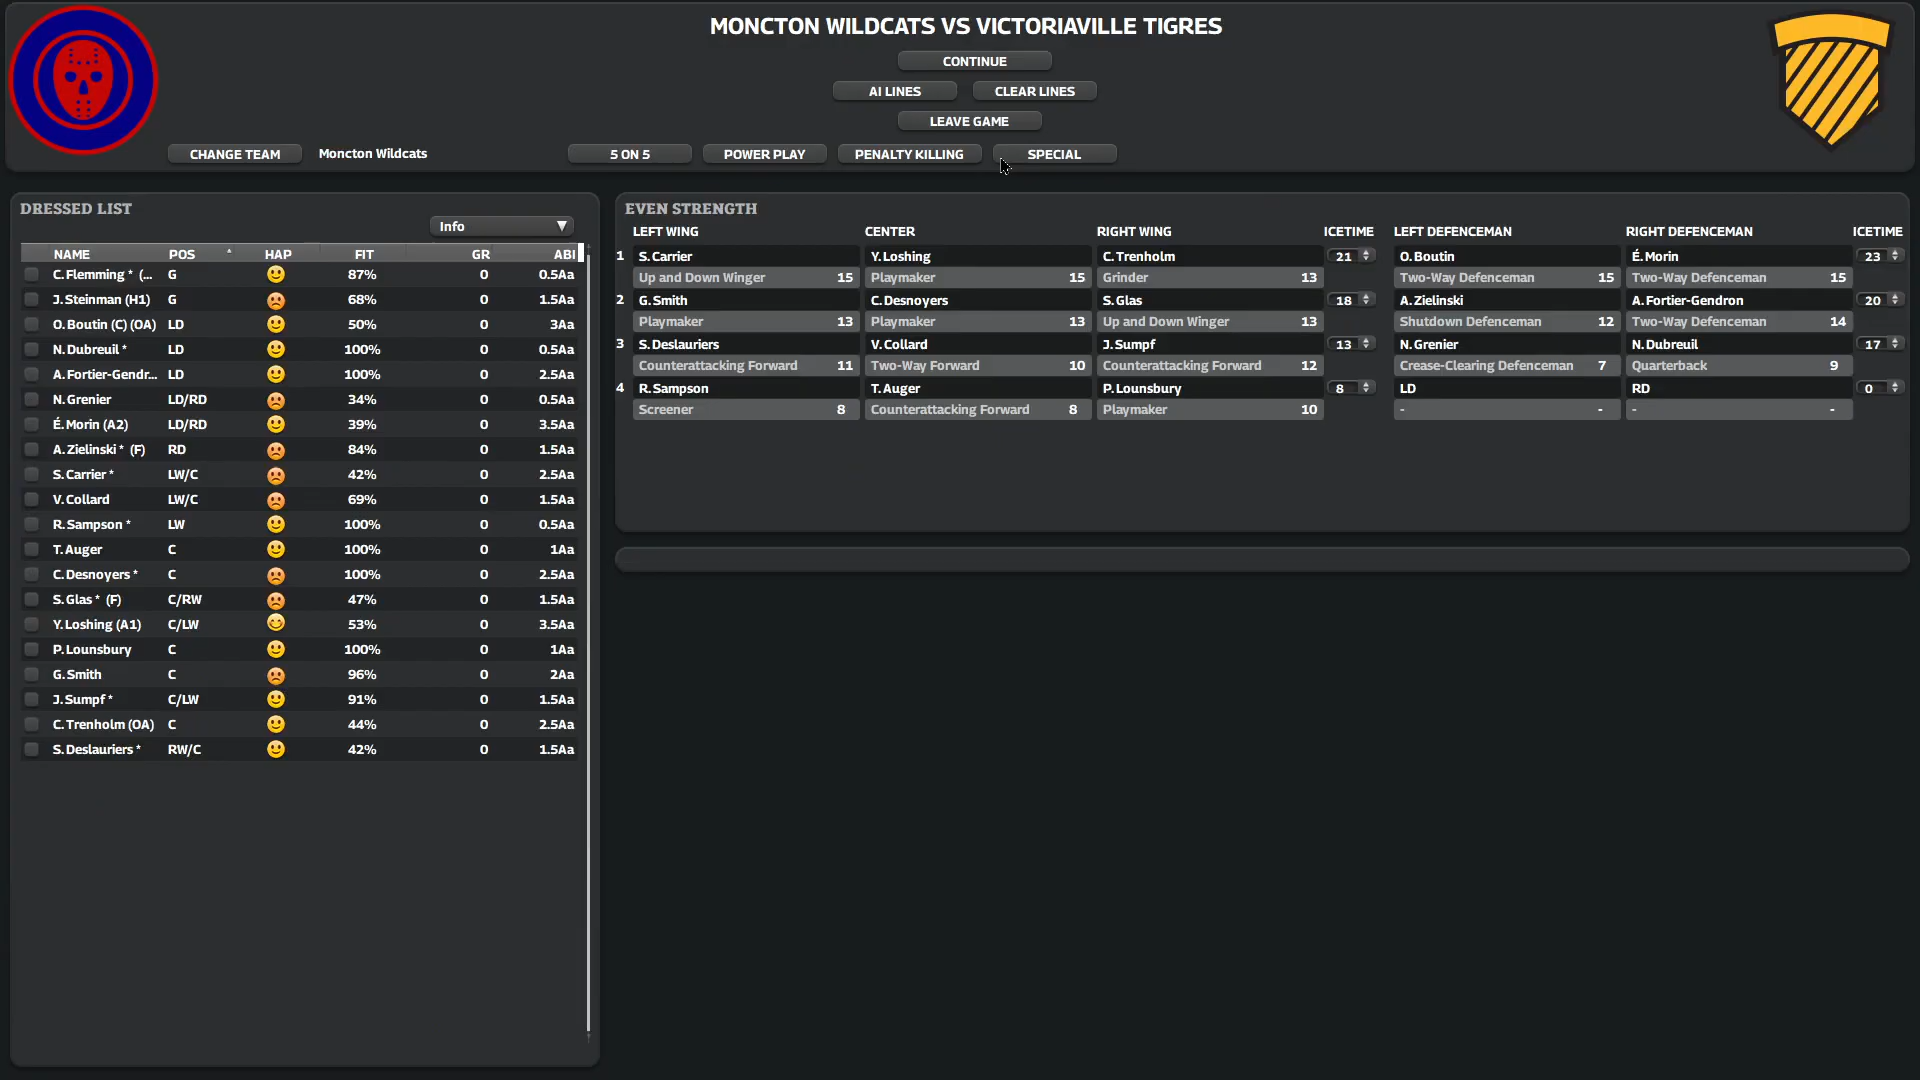 MONCTON WILDCATS VS VICTORIAVILLE TIGRES
CONTINUE
AI LINES CLEAR LINES
LEAVE GAME
CHANGE TEAM Moncton Wildcats 5 ON 5 POWER PLAY PENALTY KILLING SPECIAL
DRESSED LIST
Info
NAME POS HAP FIT GR ABI
C. Flemming * (... G 87% 0 0.5Aa
J. Steinman (H1) G 68% 0 1.5Aa
O. Boutin (C) (OA) LD 50% 0 3Aa
N. Dubreuil * LD 100% 0 0.5Aa
A. Fortier-Gendr... LD 100% 0 2.5Aa
N. Grenier LD/RD 34% 0 0.5Aa
É. Morin (A2) LD/RD 39% 0 3.5Aa
A. Zielinski * (F) RD 84% 0 1.5Aa
S. Carrier * LW/C 42% 0 2.5Aa
V. Collard LW/C 69% 0 1.5Aa
R. Sampson * LW 100% 0 0.5Aa
T. Auger C 100% 0 1Aa
C. Desnoyers * C 100% 0 2.5Aa
S. Glas * (F) C/RW 47% 0 1.5Aa
Y. Loshing (A1) C/LW 53% 0 3.5Aa
P. Lounsbury C 100% 0 1Aa
G. Smith C 96% 0 2Aa
J. Sumpf * C/LW 91% 0 1.5Aa
C. Trenholm (OA) C 44% 0 2.5Aa
S. Deslauriers * RW/C 42% 0 1.5Aa
EVEN STRENGTH
LEFT WING CENTER RIGHT WING ICETIME LEFT DEFENCEMAN RIGHT DEFENCEMAN ICETIME
1 S. Carrier Y. Loshing C. Trenholm 21 O. Boutin É. Morin 23
Up and Down Winger 15 Playmaker 15 Grinder 13 Two-Way Defenceman 15 Two-Way Defenceman 15
2 G. Smith C. Desnoyers S. Glas 18 A. Zielinski A. Fortier-Gendron 20
Playmaker 13 Playmaker 13 Up and Down Winger 13 Shutdown Defenceman 12 Two-Way Defenceman 14
3 S. Deslauriers V. Collard J. Sumpf 13 N. Grenier N. Dubreuil 17
Counterattacking Forward 11 Two-Way Forward 10 Counterattacking Forward 12 Crease-Clearing Defenceman 7 Quarterback 9
4 R. Sampson T. Auger P. Lounsbury 8 LD RD 0
Screener 8 Counterattacking Forward 8 Playmaker 10 - - - -